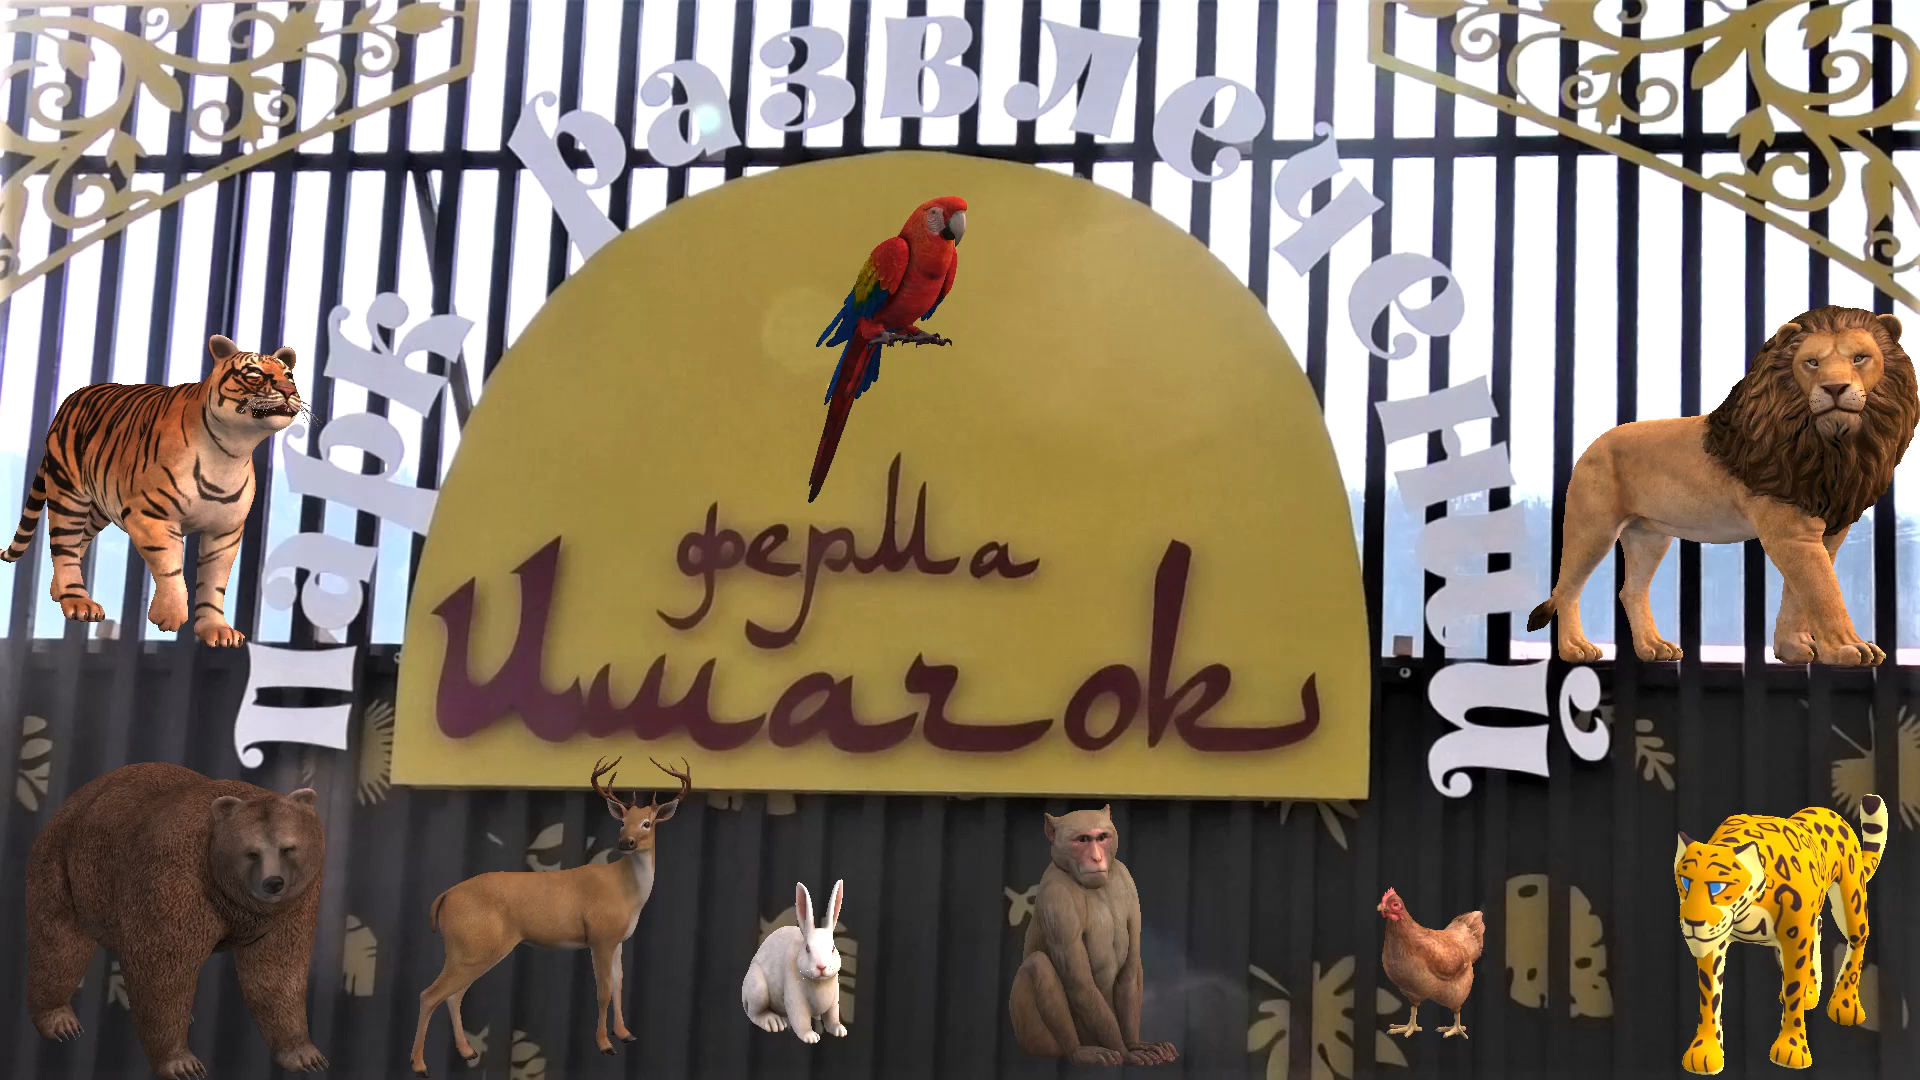 парк развлечений
ферма
Ишачок